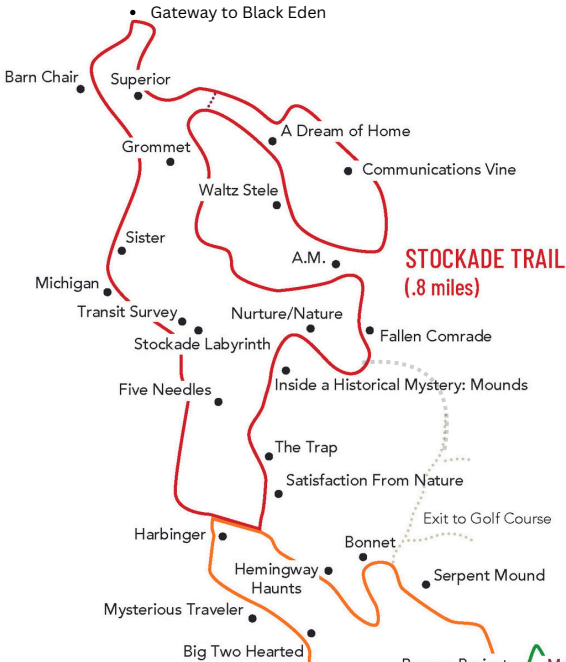 Gateway to Black Eden
Barn Chair
Superior
A Dream of Home
Grommet
Communications Vine
Waltz Stele
Sister
A.M.
STOCKADE TRAIL
(.8 miles)
Michigan
Transit Survey
Nurture/Nature
Stockade Labyrinth
Fallen Comrade
Five Needles
Inside a Historical Mystery: Mounds
The Trap
Satisfaction From Nature
Exit to Golf Course
Harbinger
Bonnet
Hemingway
Haunts
Serpent Mound
Mysterious Traveler
Big Two Hearted